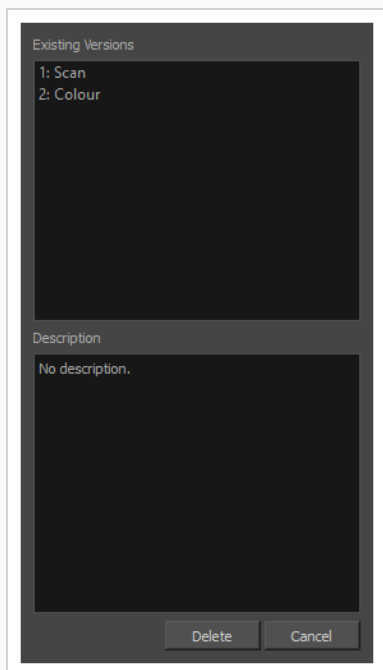 Existing Versions
1: Scan
2: Colour
Description
No description.
Delete
Cancel